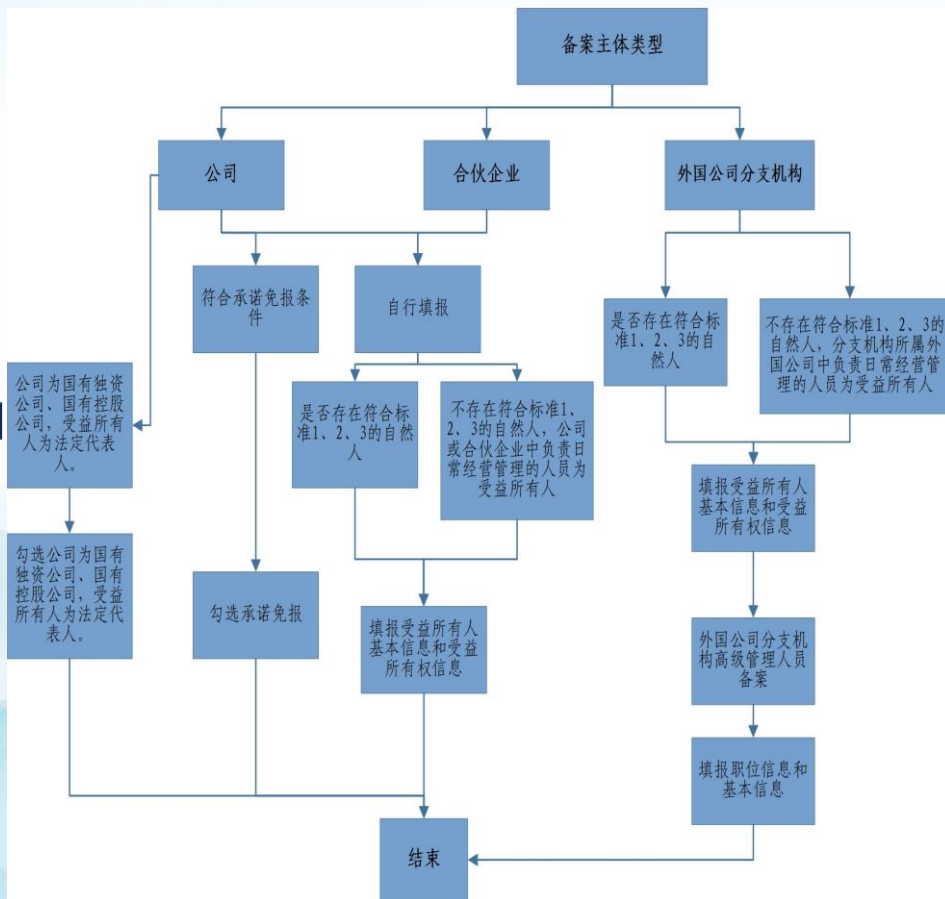 备案主体类型
公司
合伙企业
外国公司分支机构
符合承诺免报条
件
自行填报
是否存在符合标
准1、2、3的自
然人
不存在符合标准1、2、3的
自然人，分支机构所属外
国公司中负责日常经营管
理的人员为受益所有人
公司为国有独资
公司、国有控股
公司，受益所有
人为法定代表
人。
是否存在符合标
准1、2、3的自
然人
不存在符合标准1、
2、3的自然人，公司
或合伙企业中负责日
常经营管理的人员为
受益所有人
填报受益所有人
基本信息和受益
所有权信息
勾选公司为国有
独资公司、国有
控股公司，受益
所有人为法定代
表人。
勾选承诺免报
填报受益所有人
基本信息和受益
所有权信息
外国公司分支机
构高级管理人员
备案
填报职位信息和
基本信息
结束